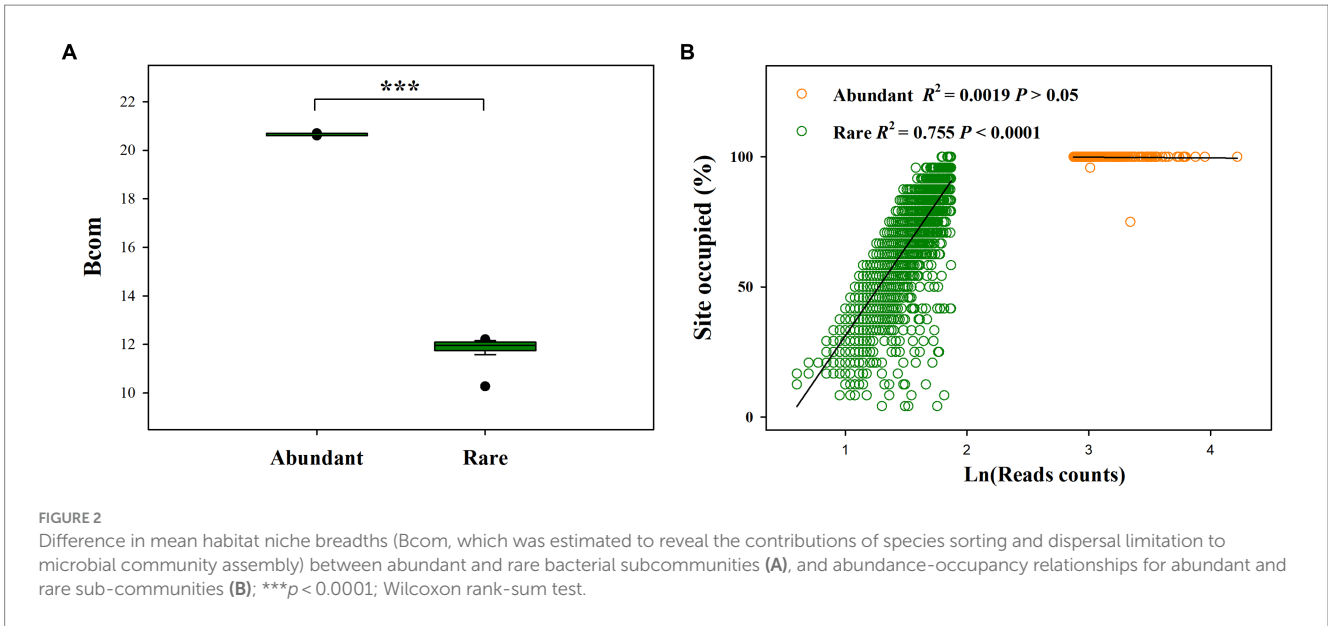 A
***
22
20
18
16
14
12
10
Bcom
Abundant
Rare
B
Abundant R² = 0.0019 P > 0.05
Rare R² = 0.755 P < 0.0001
100
50
0
Site occupied (%)
1
2
3
4
Ln(Reads counts)
FIGURE 2
Difference in mean habitat niche breadths (Bcom, which was estimated to reveal the contributions of species sorting and dispersal limitation to
microbial community assembly) between abundant and rare bacterial subcommunities (A), and abundance-occupancy relationships for abundant and
rare sub-communities (B); ***p < 0.0001; Wilcoxon rank-sum test.